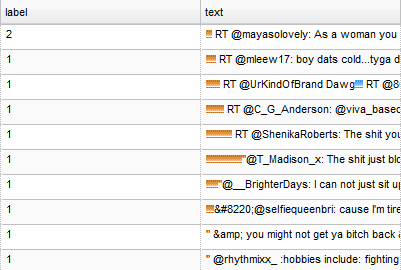 label text
2 RT @mayasolovely: As a woman you
1 RT @mleew17: boy dats cold...tyga d
1 RT @UrKindOfBrand Dawg RT @8
1 RT @C_G_Anderson: @viva_based
1 RT @ShenikaRoberts: The shit you
1 "@T_Madison_x: The shit just blo
1 "@__BrighterDays: I can not just sit up
1 &#8220;@selfiequeenbri: cause I'm tire
1 " &amp; you might not get ya bitch back a
1 " @rhythmixx_ :hobbies include: fighting